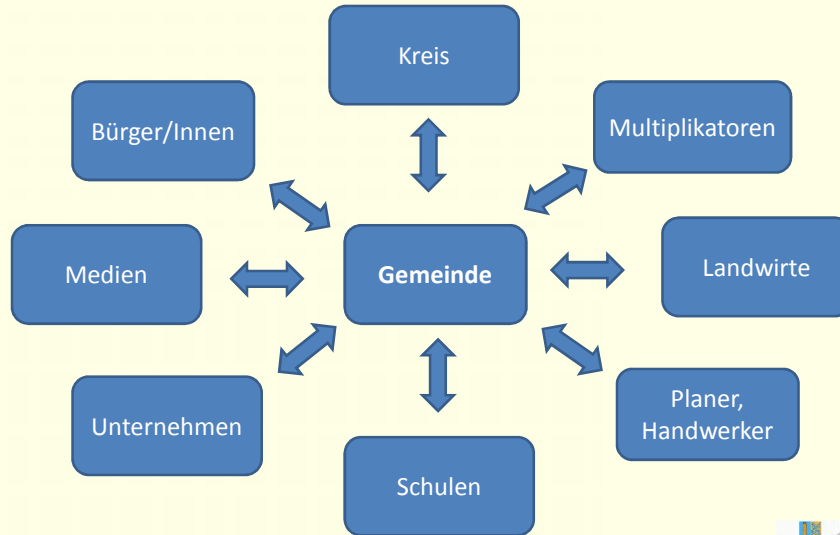 Kreis
Bürger/Innen
Multiplikatoren
Medien
Gemeinde
Landwirte
Unternehmen
Planer,
Handwerker
Schulen